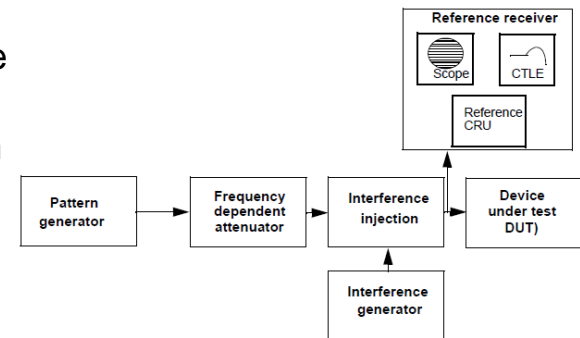 e
Reference receiver
Scope
CTLE
Reference
CRU
Pattern
generator
Frequency
dependent
attenuator
Interference
injection
Device
under test
DUT)
Interference
generator